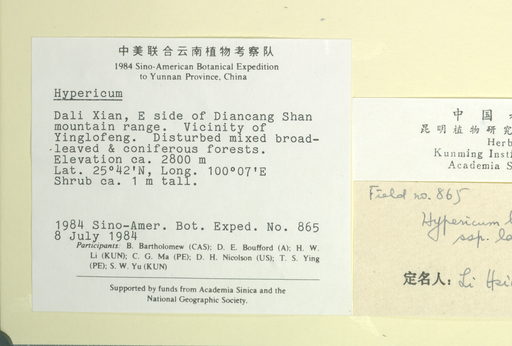 中美联合云南植物考察队
1984 Sino-American Botanical Expedition
to Yunnan Province, China
Hypericum
Dali Xian, E side of Diancang Shan
mountain range. Vicinity of
Yinglofeng. Disturbed mixed broad-
leaved & coniferous forests.
Elevation ca. 2800 m
Lat. 25°42'N, Long. 100°07'E
Shrub ca. 1 m tall.
1984 Sino-Amer. Bot. Exped. No. 865
8 July 1984
Participants: B. Bartholomew (CAS); D. E. Boufford (A); H. W.
Li (KUN); C. G. Ma (PE); D. H. Nicolson (US); T. S. Ying
(PE); S. W. Yu (KUN)
Supported by funds from Academia Sinica and the
National Geographic Society.
中国
昆明植物研究
Herb
Kunming Insti
Academia S
Field no. 865
Hypericum
ssp. la
定名人: Li Hsi